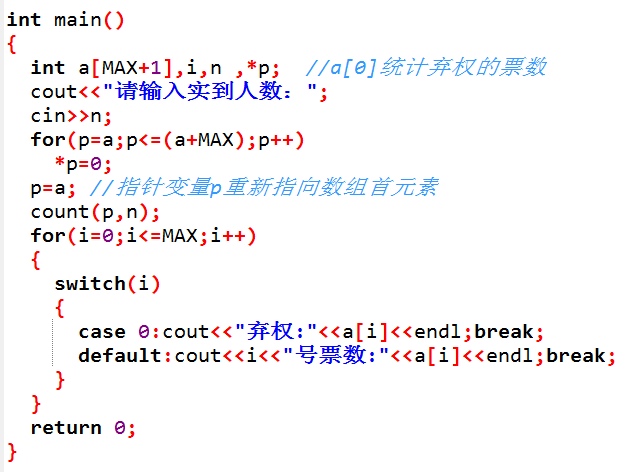 int main()
{
  int a[MAX+1],i,n ,*p;  //a[0]统计弃权的票数
  cout<<"请输入实到人数：";
  cin>>n;
  for(p=a;p<=(a+MAX);p++)
    *p=0;
  p=a; //指针变量p重新指向数组首元素
  count(p,n);
  for(i=0;i<=MAX;i++)
  {
    switch(i)
    {
      case 0:cout<<"弃权:"<<a[i]<<endl;break;
      default:cout<<i<<"号票数:"<<a[i]<<endl;break;
    }
  }
  return 0;
}